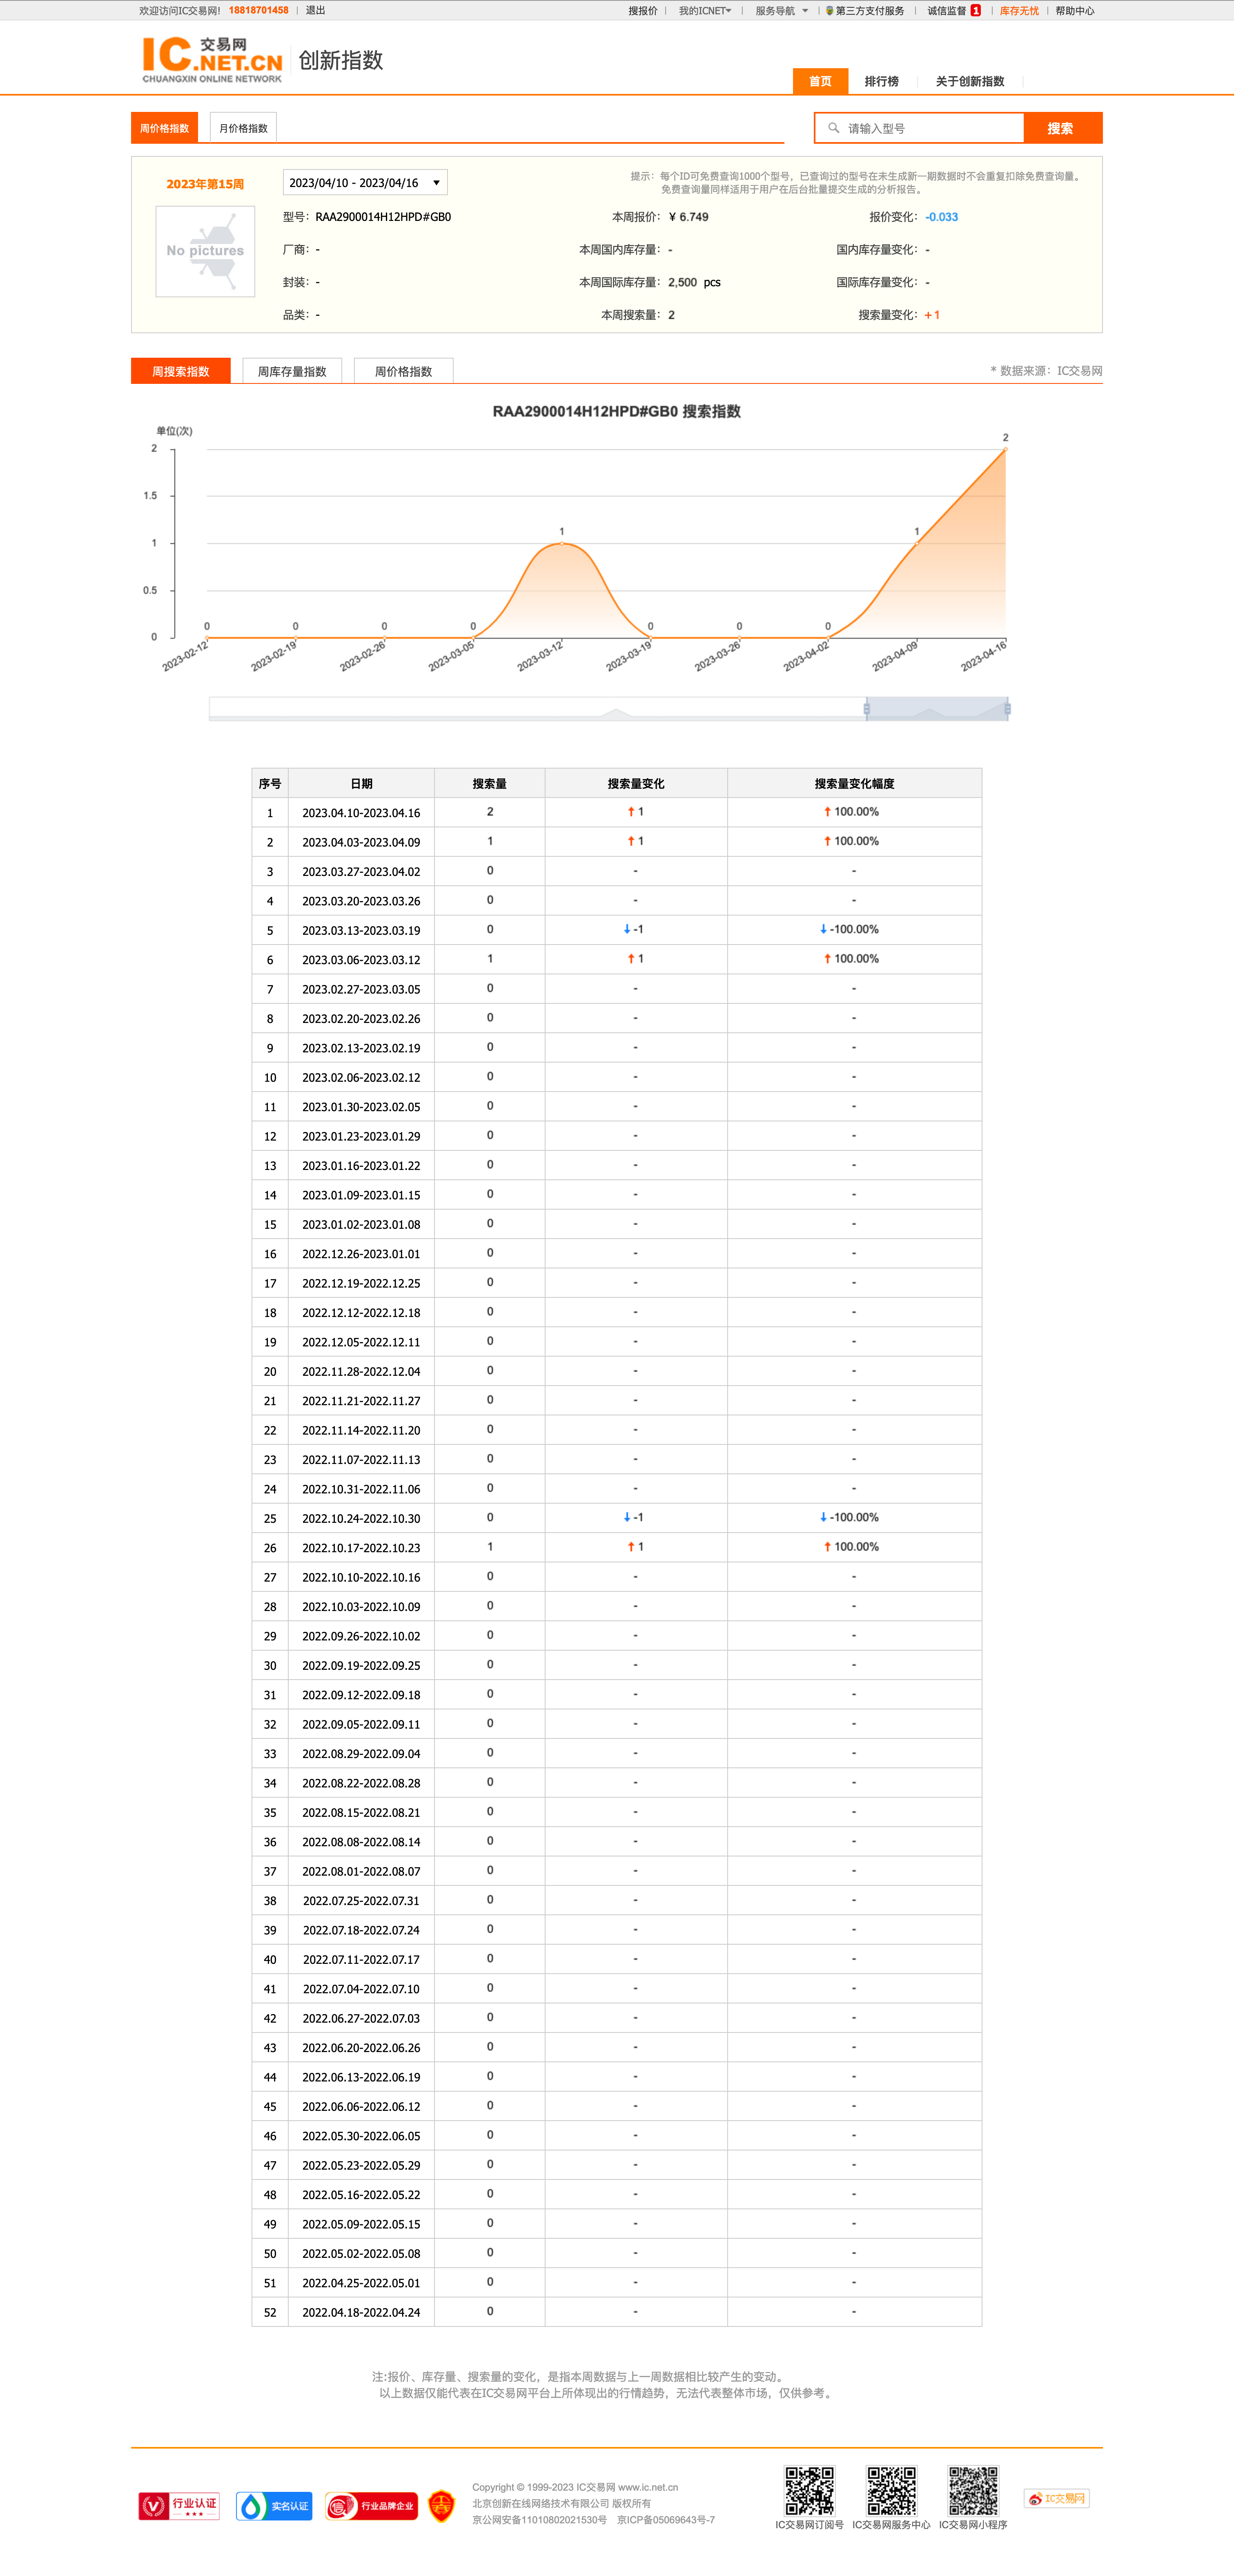 欢迎访问IC交易网! 18818701458 | 退出 搜报价 | 我的ICNET | 服务导航 | 第三方支付服务 | 诚信监督 1 | 库存无忧 | 帮助中心
IC 交易网 .NET.CN CHUANGXIN ONLINE NETWORK 创新指数
首页 排行榜 关于创新指数
周价格指数 月价格指数 请输入型号 搜索
2023年第15周 2023/04/10 - 2023/04/16 提示：每个ID可免费查询1000个型号，已查询过的型号在未生成新一期数据时不会重复扣除免费查询量。
免费查询量同样适用于用户在后台批量提交生成的分析报告。
No pictures
型号：RAA2900014H12HPD#GB0 本周报价：¥ 6.749 报价变化：-0.033
厂商：- 本周国内库存量：- 国内库存量变化：-
封装：- 本周国际库存量：2,500 pcs 国际库存量变化：-
品类：- 本周搜索量：2 搜索量变化：+1
周搜索指数 周库存量指数 周价格指数 * 数据来源：IC交易网
RAA2900014H12HPD#GB0 搜索指数
单位(次)
2
1.5
1
0.5
0
0 0 0 0 1 0 0 0 1 2
2023-02-12 2023-02-19 2023-02-26 2023-03-05 2023-03-12 2023-03-19 2023-03-26 2023-04-02 2023-04-09 2023-04-16
序号 日期 搜索量 搜索量变化 搜索量变化幅度
1 2023.04.10-2023.04.16 2 ↑ 1 ↑ 100.00%
2 2023.04.03-2023.04.09 1 ↑ 1 ↑ 100.00%
3 2023.03.27-2023.04.02 0 - -
4 2023.03.20-2023.03.26 0 - -
5 2023.03.13-2023.03.19 0 ↓ -1 ↓ -100.00%
6 2023.03.06-2023.03.12 1 ↑ 1 ↑ 100.00%
7 2023.02.27-2023.03.05 0 - -
8 2023.02.20-2023.02.26 0 - -
9 2023.02.13-2023.02.19 0 - -
10 2023.02.06-2023.02.12 0 - -
11 2023.01.30-2023.02.05 0 - -
12 2023.01.23-2023.01.29 0 - -
13 2023.01.16-2023.01.22 0 - -
14 2023.01.09-2023.01.15 0 - -
15 2023.01.02-2023.01.08 0 - -
16 2022.12.26-2023.01.01 0 - -
17 2022.12.19-2022.12.25 0 - -
18 2022.12.12-2022.12.18 0 - -
19 2022.12.05-2022.12.11 0 - -
20 2022.11.28-2022.12.04 0 - -
21 2022.11.21-2022.11.27 0 - -
22 2022.11.14-2022.11.20 0 - -
23 2022.11.07-2022.11.13 0 - -
24 2022.10.31-2022.11.06 0 - -
25 2022.10.24-2022.10.30 0 ↓ -1 ↓ -100.00%
26 2022.10.17-2022.10.23 1 ↑ 1 ↑ 100.00%
27 2022.10.10-2022.10.16 0 - -
28 2022.10.03-2022.10.09 0 - -
29 2022.09.26-2022.10.02 0 - -
30 2022.09.19-2022.09.25 0 - -
31 2022.09.12-2022.09.18 0 - -
32 2022.09.05-2022.09.11 0 - -
33 2022.08.29-2022.09.04 0 - -
34 2022.08.22-2022.08.28 0 - -
35 2022.08.15-2022.08.21 0 - -
36 2022.08.08-2022.08.14 0 - -
37 2022.08.01-2022.08.07 0 - -
38 2022.07.25-2022.07.31 0 - -
39 2022.07.18-2022.07.24 0 - -
40 2022.07.11-2022.07.17 0 - -
41 2022.07.04-2022.07.10 0 - -
42 2022.06.27-2022.07.03 0 - -
43 2022.06.20-2022.06.26 0 - -
44 2022.06.13-2022.06.19 0 - -
45 2022.06.06-2022.06.12 0 - -
46 2022.05.30-2022.06.05 0 - -
47 2022.05.23-2022.05.29 0 - -
48 2022.05.16-2022.05.22 0 - -
49 2022.05.09-2022.05.15 0 - -
50 2022.05.02-2022.05.08 0 - -
51 2022.04.25-2022.05.01 0 - -
52 2022.04.18-2022.04.24 0 - -
注:报价、库存量、搜索量的变化，是指本周数据与上一周数据相比较产生的变动。
以上数据仅能代表在IC交易网平台上所体现出的行情趋势，无法代表整体市场，仅供参考。
行业认证 实名认证 信 行业品牌企业
Copyright © 1999-2023 IC交易网 www.ic.net.cn
北京创新在线网络技术有限公司 版权所有
京公网安备11010802021530号 京ICP备05069643号-7
IC交易网订阅号 IC交易网服务中心 IC交易网小程序
IC交易网